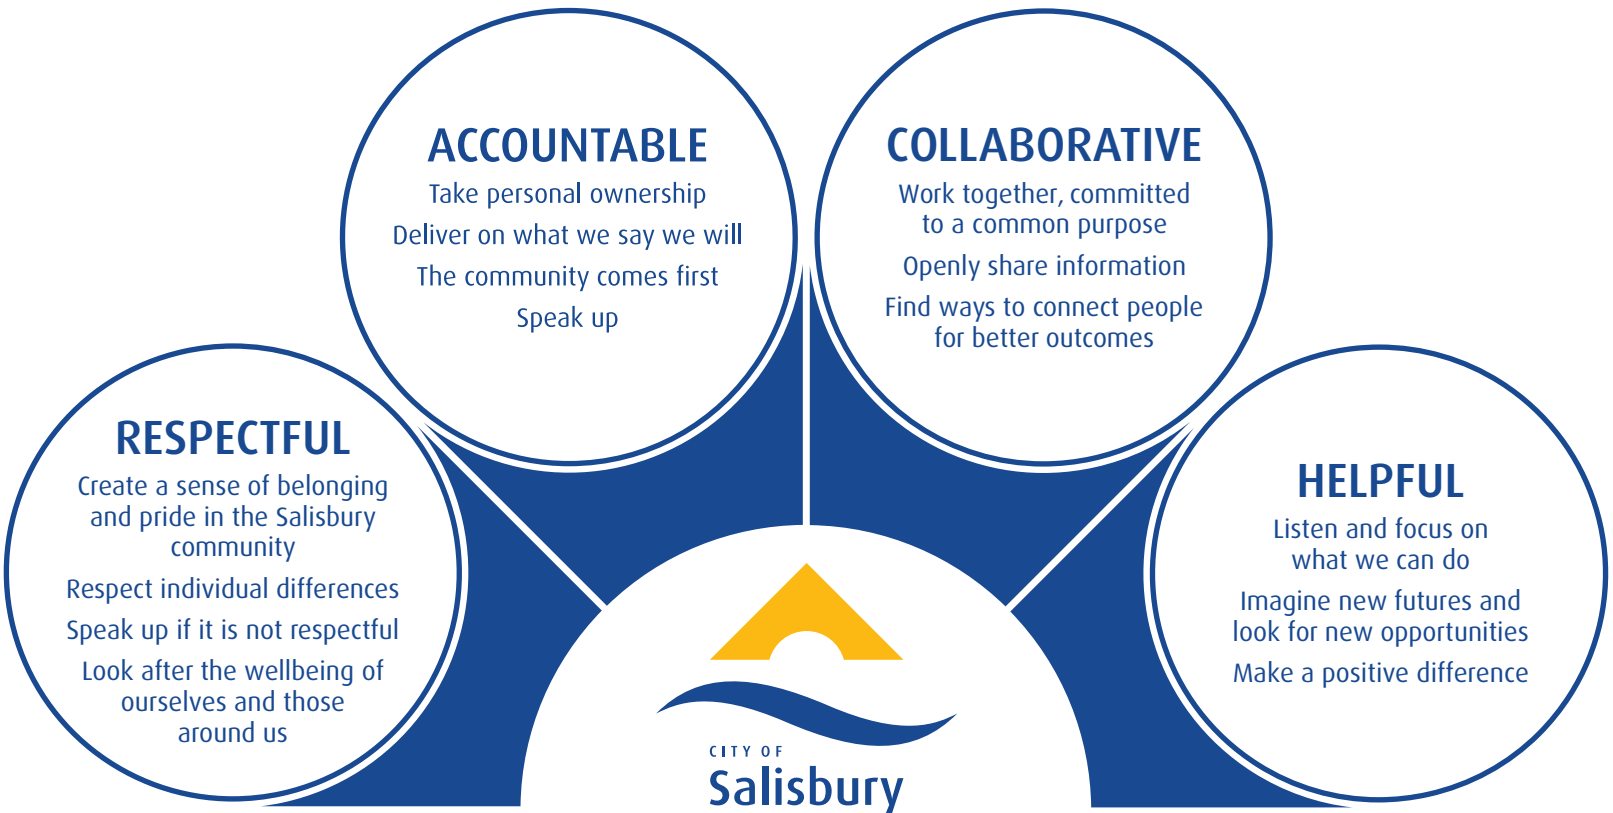 RESPECTFUL
Create a sense of belonging
and pride in the Salisbury
community
Respect individual differences
Speak up if it is not respectful
Look after the wellbeing of
ourselves and those
around us
ACCOUNTABLE
Take personal ownership
Deliver on what we say we will
The community comes first
Speak up
COLLABORATIVE
Work together, committed
to a common purpose
Openly share information
Find ways to connect people
for better outcomes
HELPFUL
Listen and focus on
what we can do
Imagine new futures and
look for new opportunities
Make a positive difference
CITY OF
Salisbury